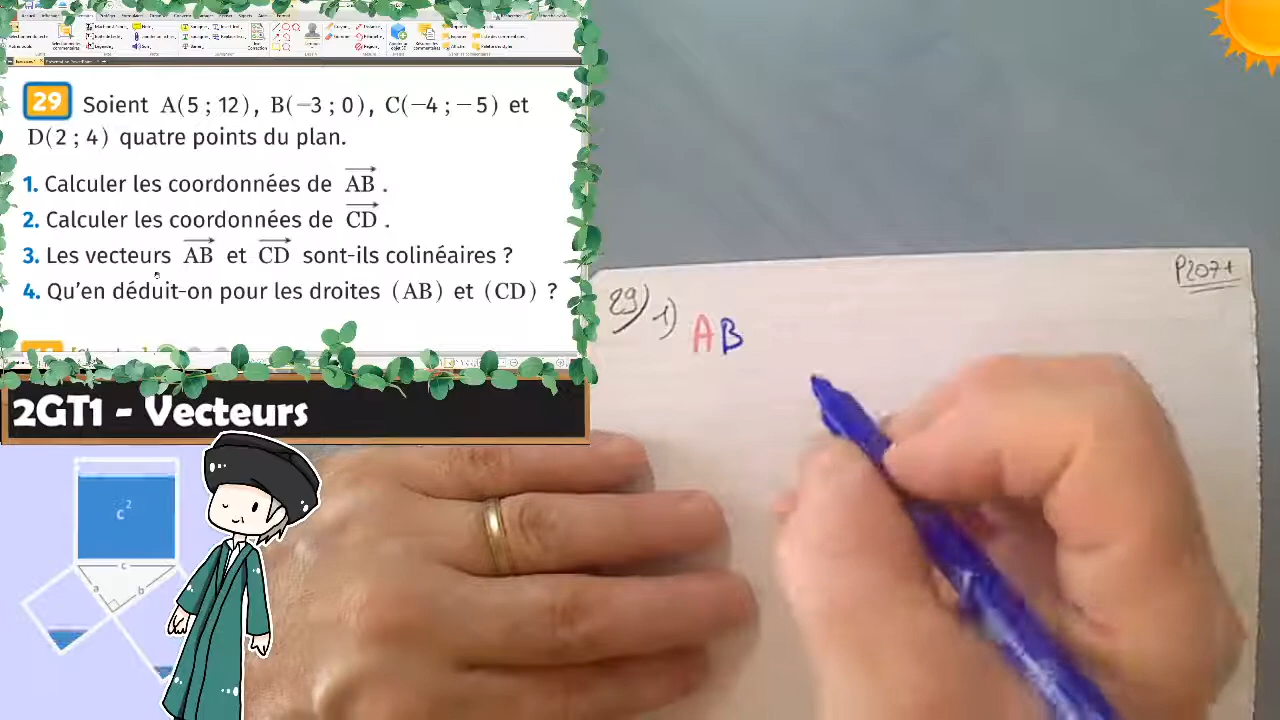 29 Soient A(5 ; 12), B(−3 ; 0), C(−4 ; −5) et
D(2 ; 4) quatre points du plan.
1. Calculer les coordonnées de AB.
2. Calculer les coordonnées de CD.
3. Les vecteurs AB et CD sont-ils colinéaires ?
4. Qu’en déduit-on pour les droites (AB) et (CD) ?
2GT1 - Vecteurs
c²
c
a
b
P207+
29) 1) AB